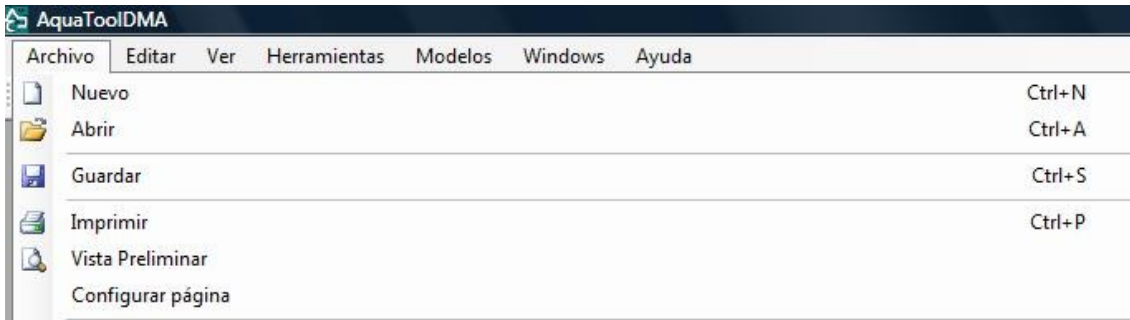 AquaToolDMA
Archivo Editar Ver Herramientas Modelos Windows Ayuda
Nuevo Ctrl+N
Abrir Ctrl+A
Guardar Ctrl+S
Imprimir Ctrl+P
Vista Preliminar
Configurar página